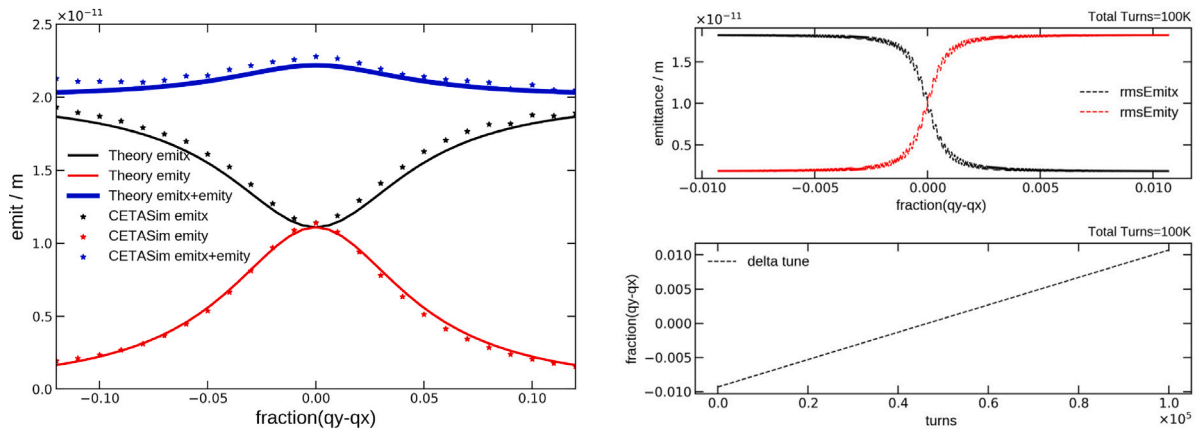 ×10⁻¹¹
2.5
2.0
1.5
1.0
0.5
0.0
emit / m
Theory emitx
Theory emity
Theory emitx+emity
CETASim emitx
CETASim emity
CETASim emitx+emity
−0.10 −0.05 0.00 0.05 0.10
fraction(qy-qx)
×10⁻¹¹
Total Turns=100K
1.5
1.0
0.5
emittance / m
rmsEmitx
rmsEmity
−0.010 −0.005 0.000 0.005 0.010
fraction(qy-qx)
Total Turns=100K
0.010
0.005
0.000
−0.005
−0.010
fraction(qy-qx)
delta tune
0.0 0.2 0.4 0.6 0.8 1.0
×10⁵
turns